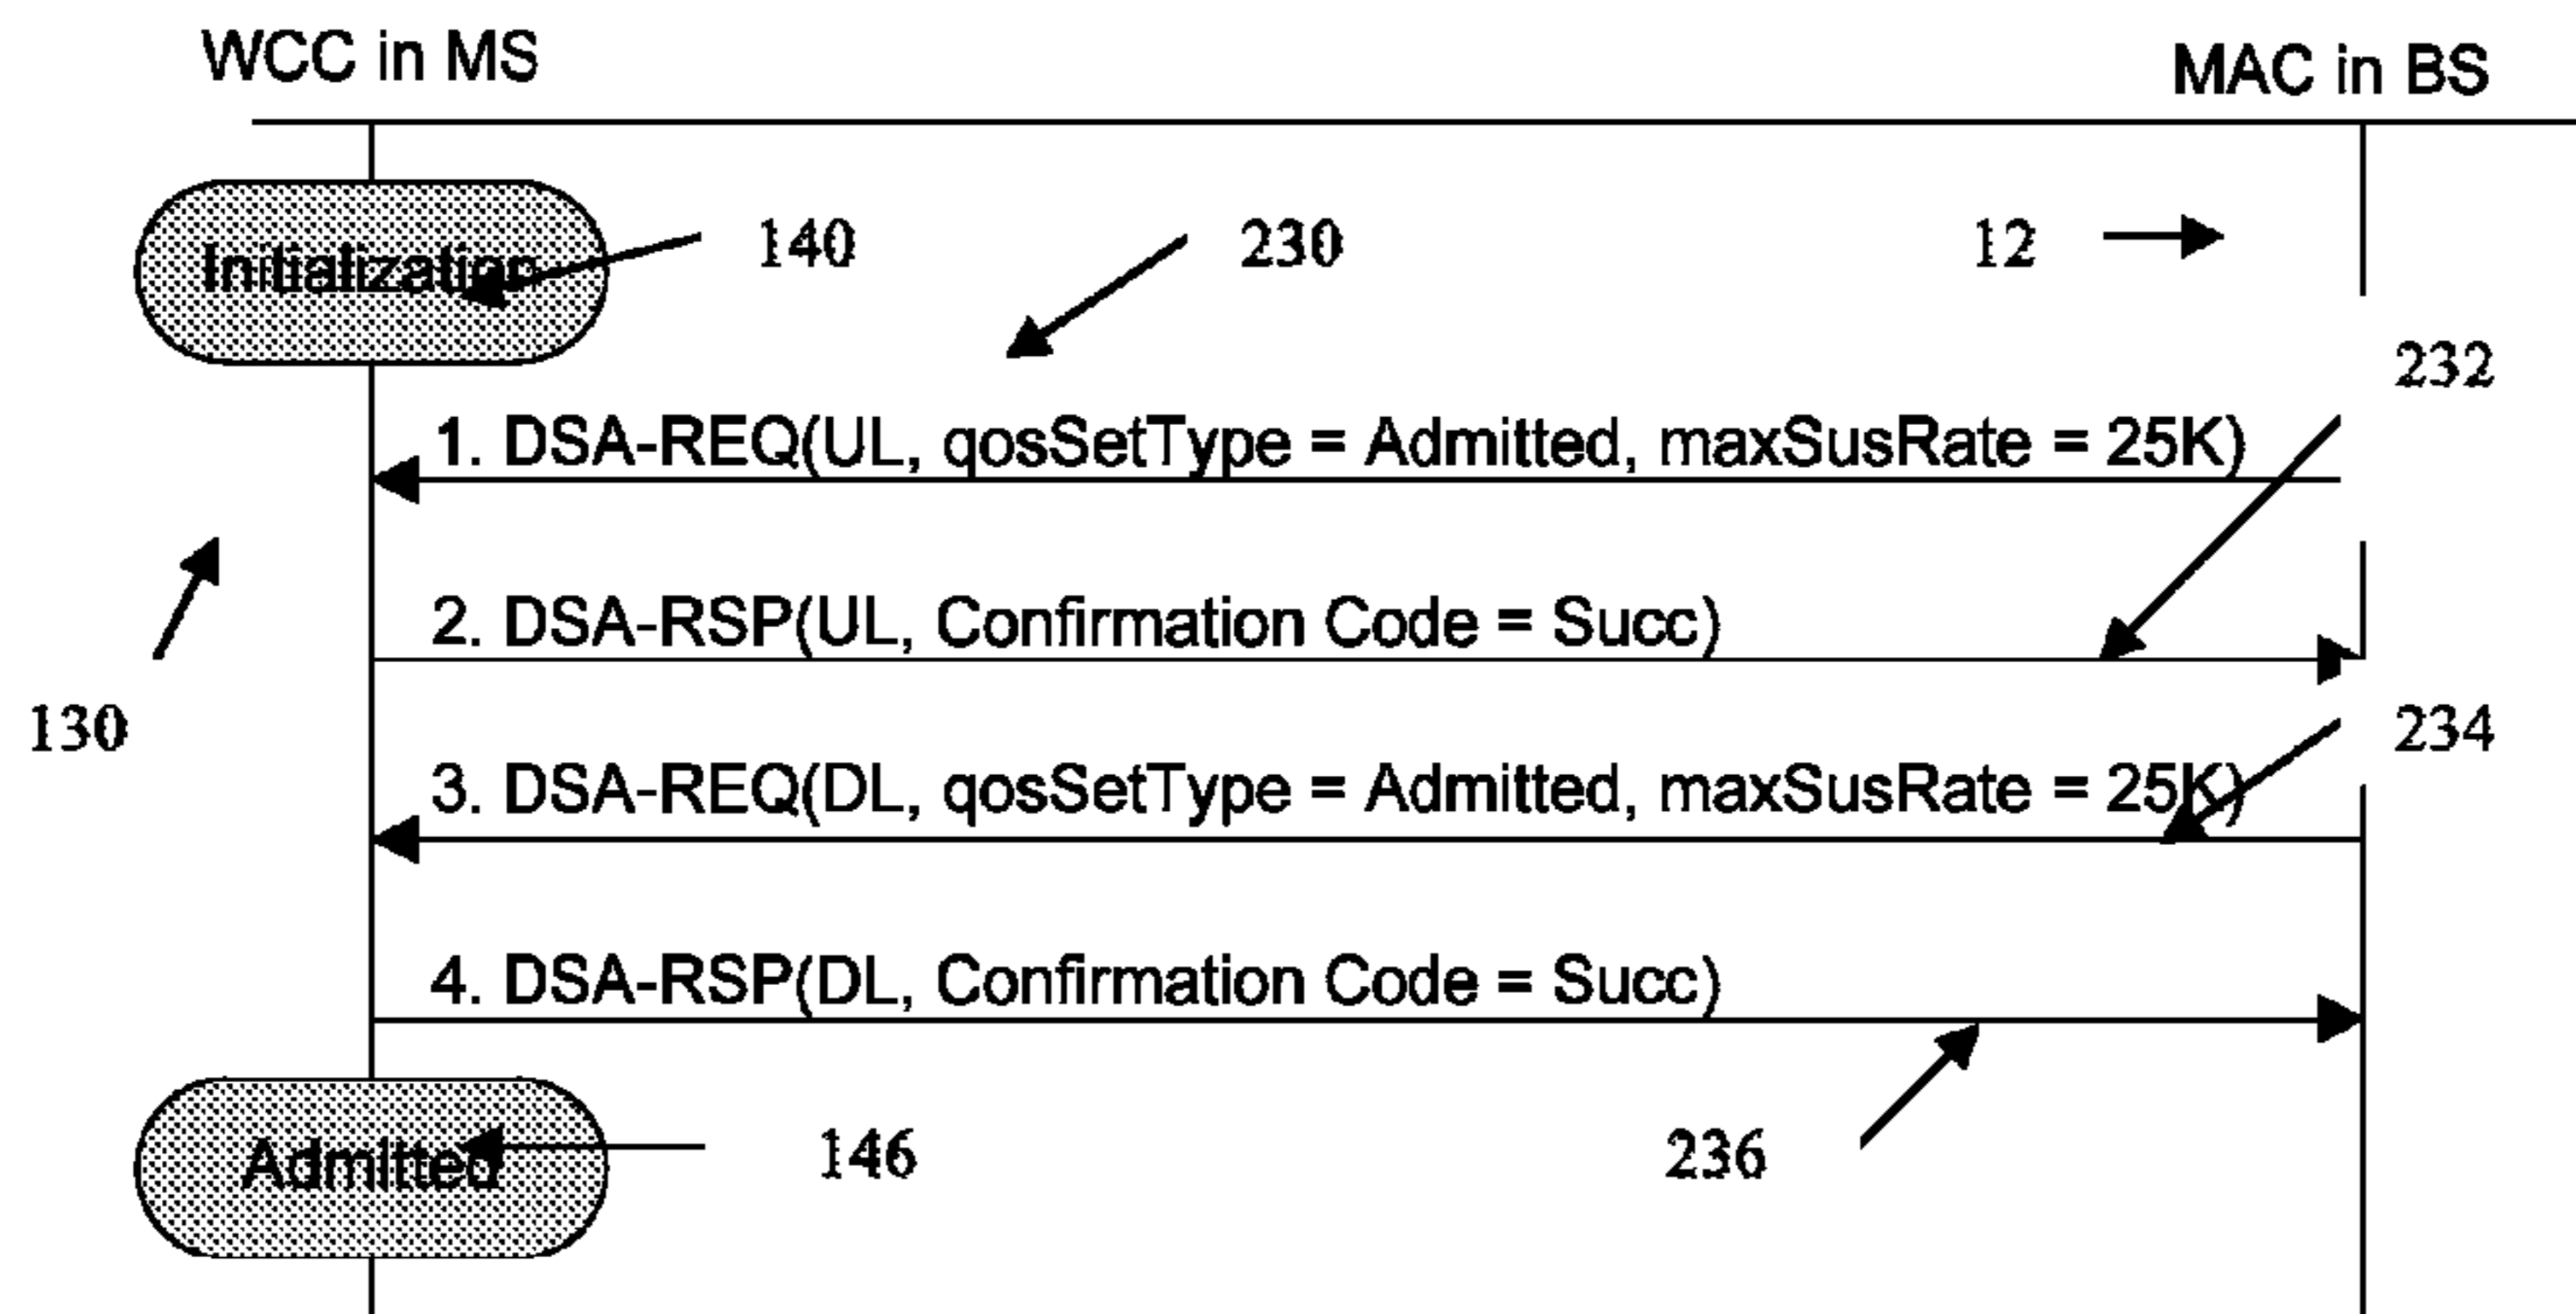 WCC in MS
MAC in BS
Initialization
140
230
12
232
1. DSA-REQ(UL, qosSetType = Admitted, maxSusRate = 25K)
2. DSA-RSP(UL, Confirmation Code = Succ)
130
234
3. DSA-REQ(DL, qosSetType = Admitted, maxSusRate = 25K)
4. DSA-RSP(DL, Confirmation Code = Succ)
Admitted
146
236